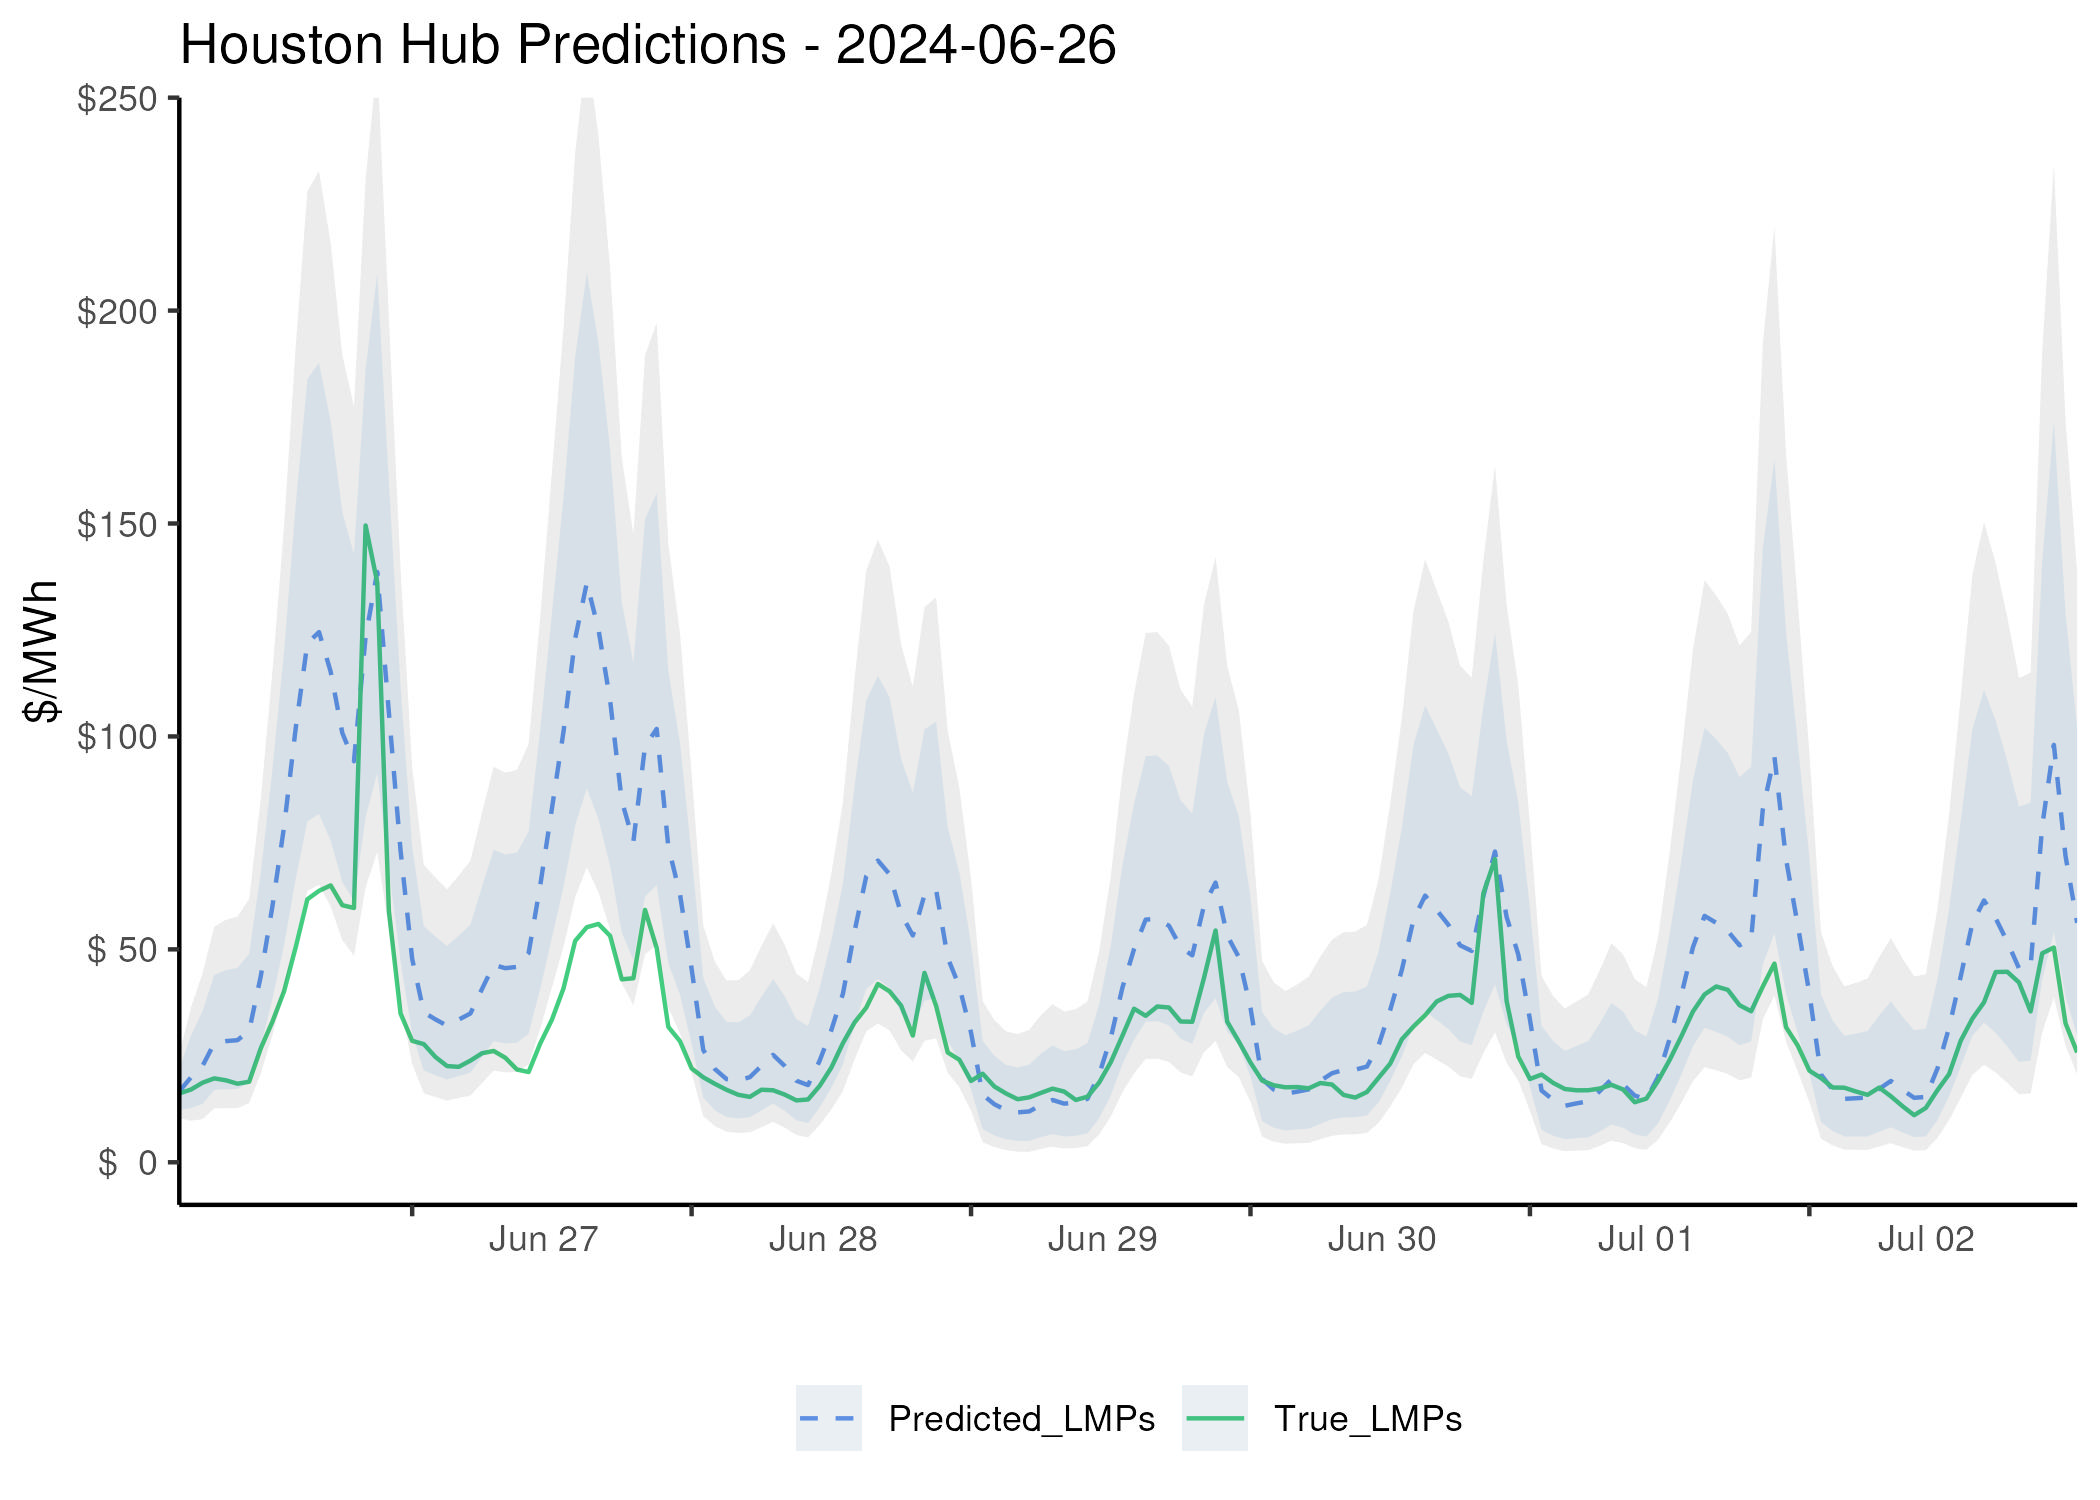 Houston Hub Predictions - 2024-06-26
$250
$200
$150
$100
$ 50
$  0
$/MWh
Jun 27
Jun 28
Jun 29
Jun 30
Jul 01
Jul 02
Predicted_LMPs
True_LMPs